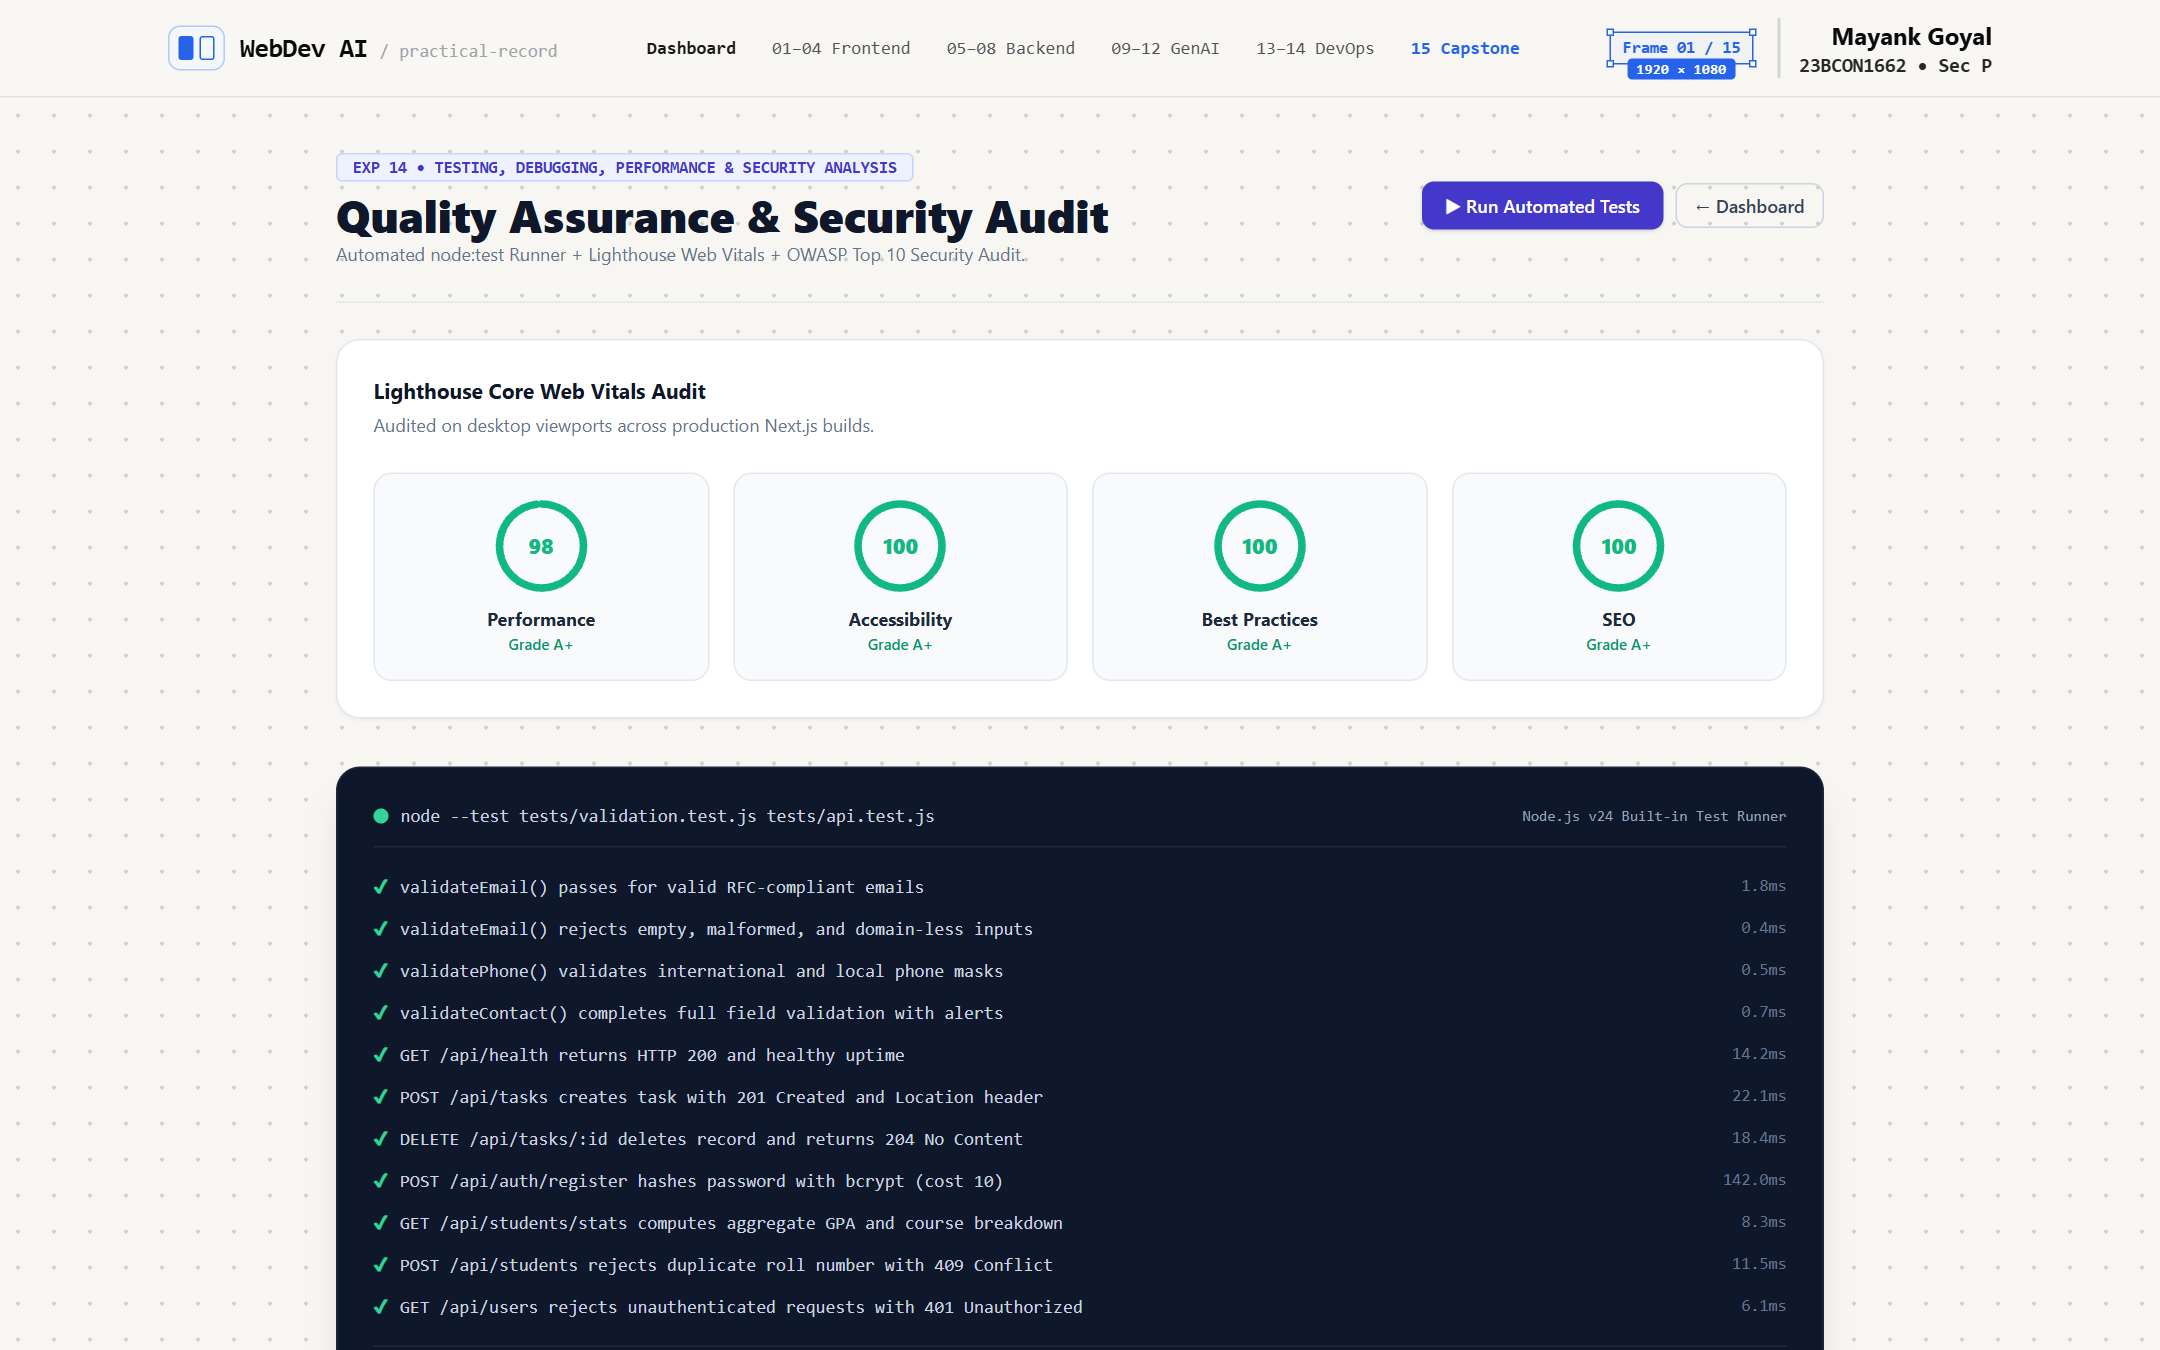 WebDev AI / practical-record
Dashboard 01–04 Frontend 05–08 Backend 09–12 GenAI 13–14 DevOps 15 Capstone
Frame 01 / 15
1920 × 1080
Mayank Goyal
23BCON1662 • Sec P
EXP 14 • TESTING, DEBUGGING, PERFORMANCE & SECURITY ANALYSIS
Quality Assurance & Security Audit
Automated node:test Runner + Lighthouse Web Vitals + OWASP Top 10 Security Audit.
▶ Run Automated Tests
← Dashboard
Lighthouse Core Web Vitals Audit
Audited on desktop viewports across production Next.js builds.
98
Performance
Grade A+
100
Accessibility
Grade A+
100
Best Practices
Grade A+
100
SEO
Grade A+
node --test tests/validation.test.js tests/api.test.js
Node.js v24 Built-in Test Runner
✓ validateEmail() passes for valid RFC-compliant emails 1.8ms
✓ validateEmail() rejects empty, malformed, and domain-less inputs 0.4ms
✓ validatePhone() validates international and local phone masks 0.5ms
✓ validateContact() completes full field validation with alerts 0.7ms
✓ GET /api/health returns HTTP 200 and healthy uptime 14.2ms
✓ POST /api/tasks creates task with 201 Created and Location header 22.1ms
✓ DELETE /api/tasks/:id deletes record and returns 204 No Content 18.4ms
✓ POST /api/auth/register hashes password with bcrypt (cost 10) 142.0ms
✓ GET /api/students/stats computes aggregate GPA and course breakdown 8.3ms
✓ POST /api/students rejects duplicate roll number with 409 Conflict 11.5ms
✓ GET /api/users rejects unauthenticated requests with 401 Unauthorized 6.1ms